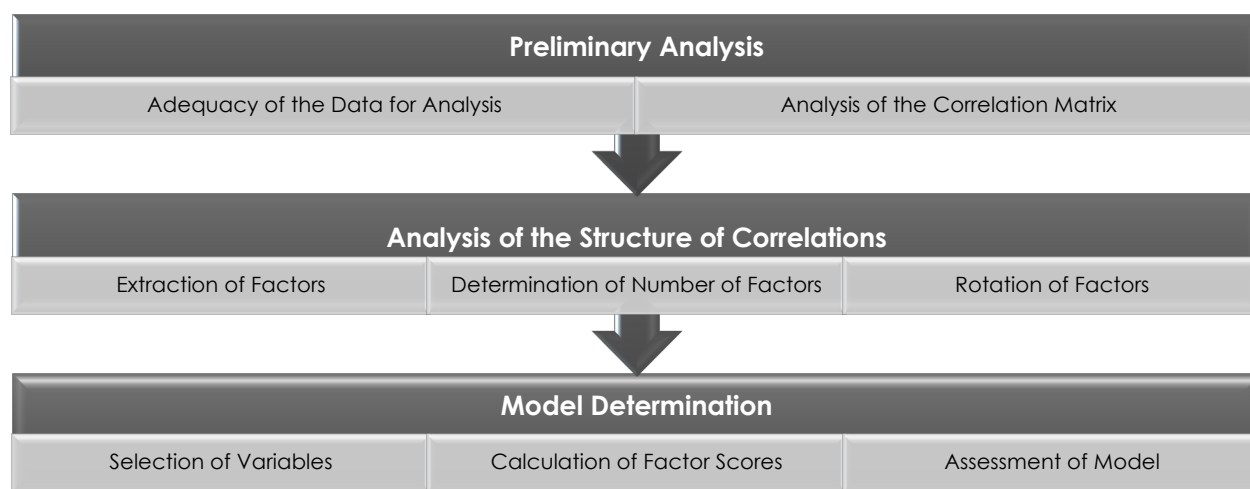 Preliminary Analysis
Adequacy of the Data for Analysis
Analysis of the Correlation Matrix
Analysis of the Structure of Correlations
Extraction of Factors
Determination of Number of Factors
Rotation of Factors
Model Determination
Selection of Variables
Calculation of Factor Scores
Assessment of Model